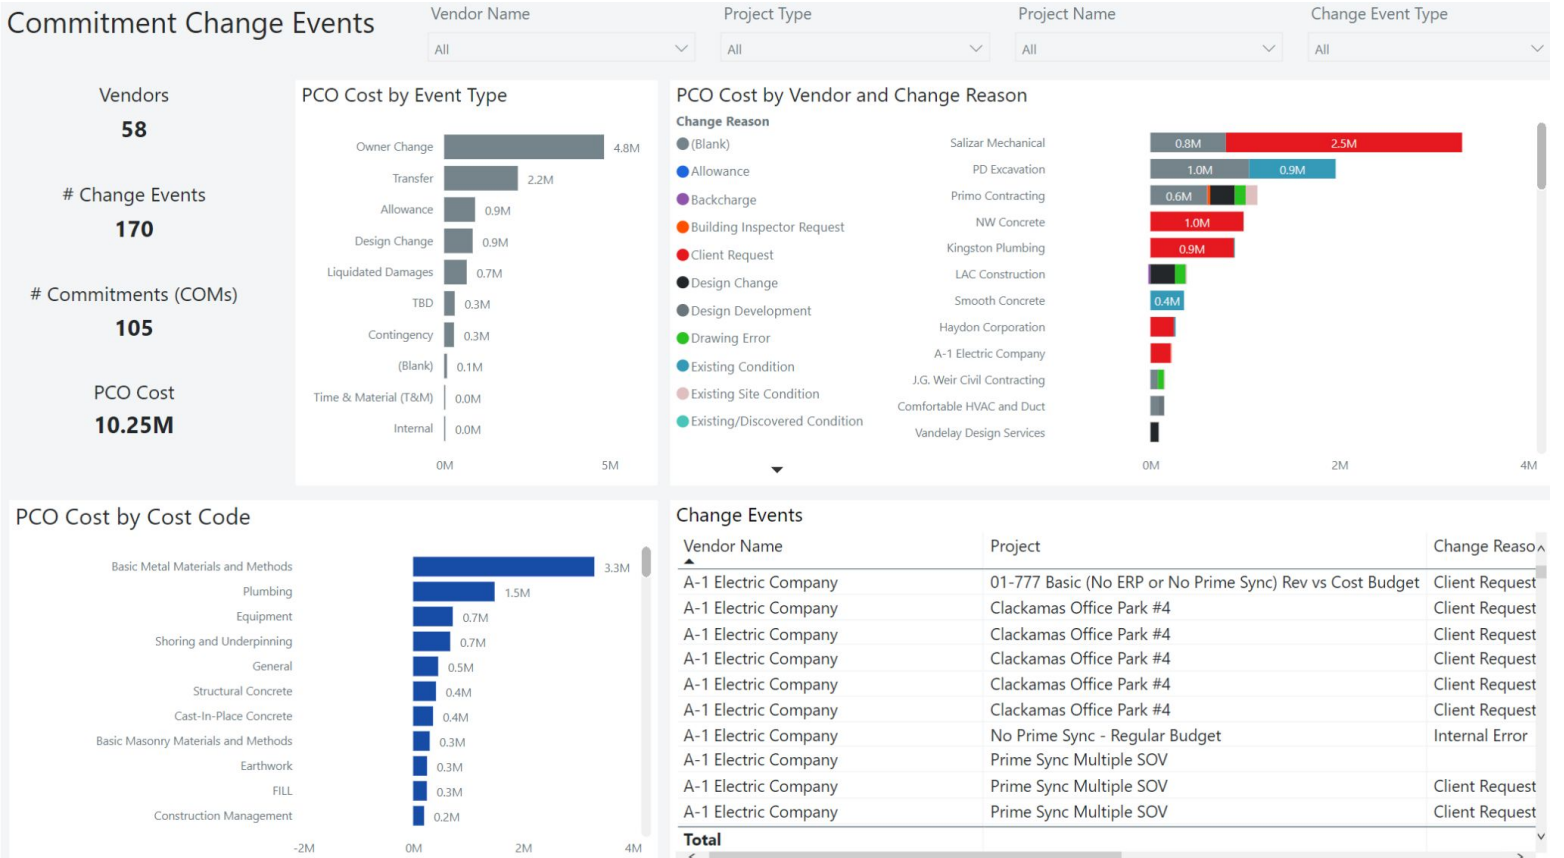 Commitment Change Events
Vendor Name
All
Project Type
All
Project Name
All
Change Event Type
All
Vendors
58
# Change Events
170
# Commitments (COMs)
105
PCO Cost
10.25M
PCO Cost by Event Type
Owner Change 4.8M
Transfer 2.2M
Allowance 0.9M
Design Change 0.9M
Liquidated Damages 0.7M
TBD 0.3M
Contingency 0.3M
(Blank) 0.1M
Time & Material (T&M) 0.0M
Internal 0.0M
0M 5M
PCO Cost by Vendor and Change Reason
Change Reason
(Blank)
Allowance
Backcharge
Building Inspector Request
Client Request
Design Change
Design Development
Drawing Error
Existing Condition
Existing Site Condition
Existing/Discovered Condition
Salizar Mechanical 0.8M 2.5M
PD Excavation 1.0M 0.9M
Primo Contracting 0.6M
NW Concrete 1.0M
Kingston Plumbing 0.9M
LAC Construction
Smooth Concrete 0.4M
Haydon Corporation
A-1 Electric Company
J.G. Weir Civil Contracting
Comfortable HVAC and Duct
Vandelay Design Services
0M 2M 4M
PCO Cost by Cost Code
Basic Metal Materials and Methods 3.3M
Plumbing 1.5M
Equipment 0.7M
Shoring and Underpinning 0.7M
General 0.5M
Structural Concrete 0.4M
Cast-In-Place Concrete 0.4M
Basic Masonry Materials and Methods 0.3M
Earthwork 0.3M
FILL 0.3M
Construction Management 0.2M
-2M 0M 2M 4M
Change Events
Vendor Name Project Change Reaso
A-1 Electric Company 01-777 Basic (No ERP or No Prime Sync) Rev vs Cost Budget Client Request
A-1 Electric Company Clackamas Office Park #4 Client Request
A-1 Electric Company Clackamas Office Park #4 Client Request
A-1 Electric Company Clackamas Office Park #4 Client Request
A-1 Electric Company Clackamas Office Park #4 Client Request
A-1 Electric Company Clackamas Office Park #4 Client Request
A-1 Electric Company No Prime Sync - Regular Budget Internal Error
A-1 Electric Company Prime Sync Multiple SOV
A-1 Electric Company Prime Sync Multiple SOV Client Request
A-1 Electric Company Prime Sync Multiple SOV Client Request
Total